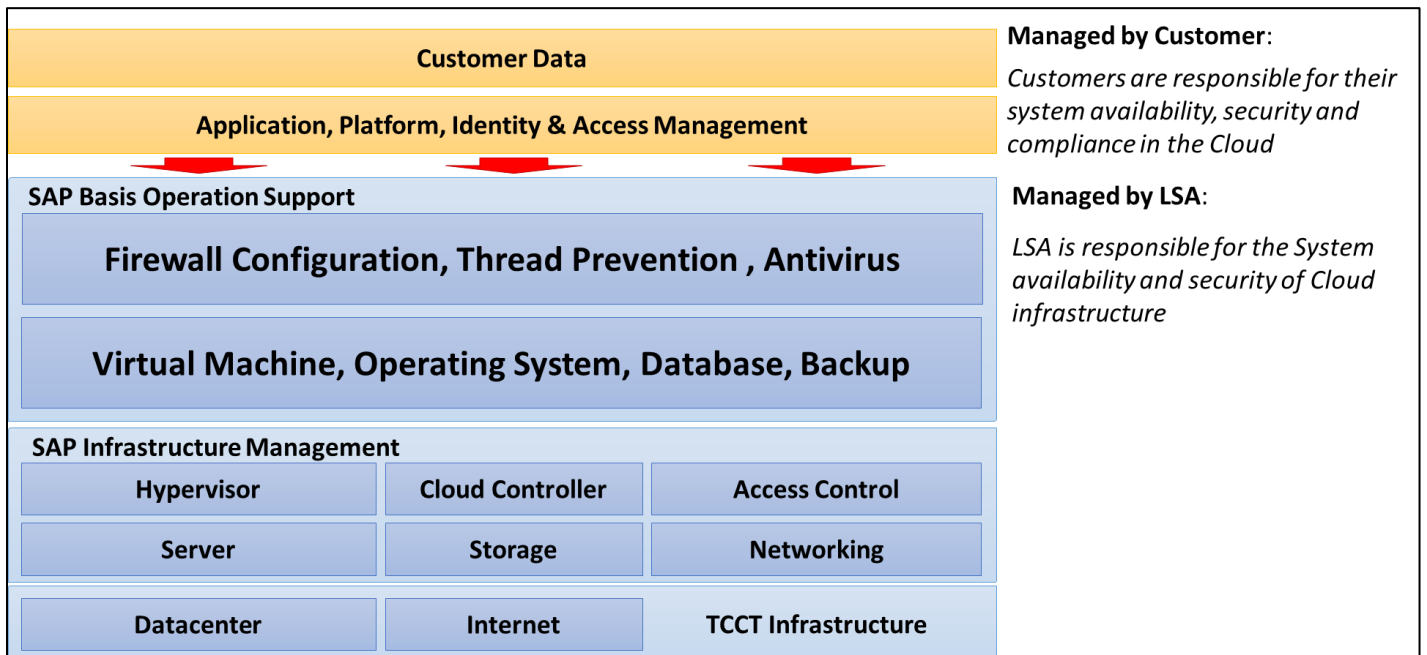 Customer Data
Application, Platform, Identity & Access Management
Managed by Customer:
Customers are responsible for their
system availability, security and
compliance in the Cloud
SAP Basis Operation Support
Firewall Configuration, Thread Prevention , Antivirus
Virtual Machine, Operating System, Database, Backup
Managed by LSA:
LSA is responsible for the System
availability and security of Cloud
infrastructure
SAP Infrastructure Management
Hypervisor
Cloud Controller
Access Control
Server
Storage
Networking
Datacenter
Internet
TCCT Infrastructure